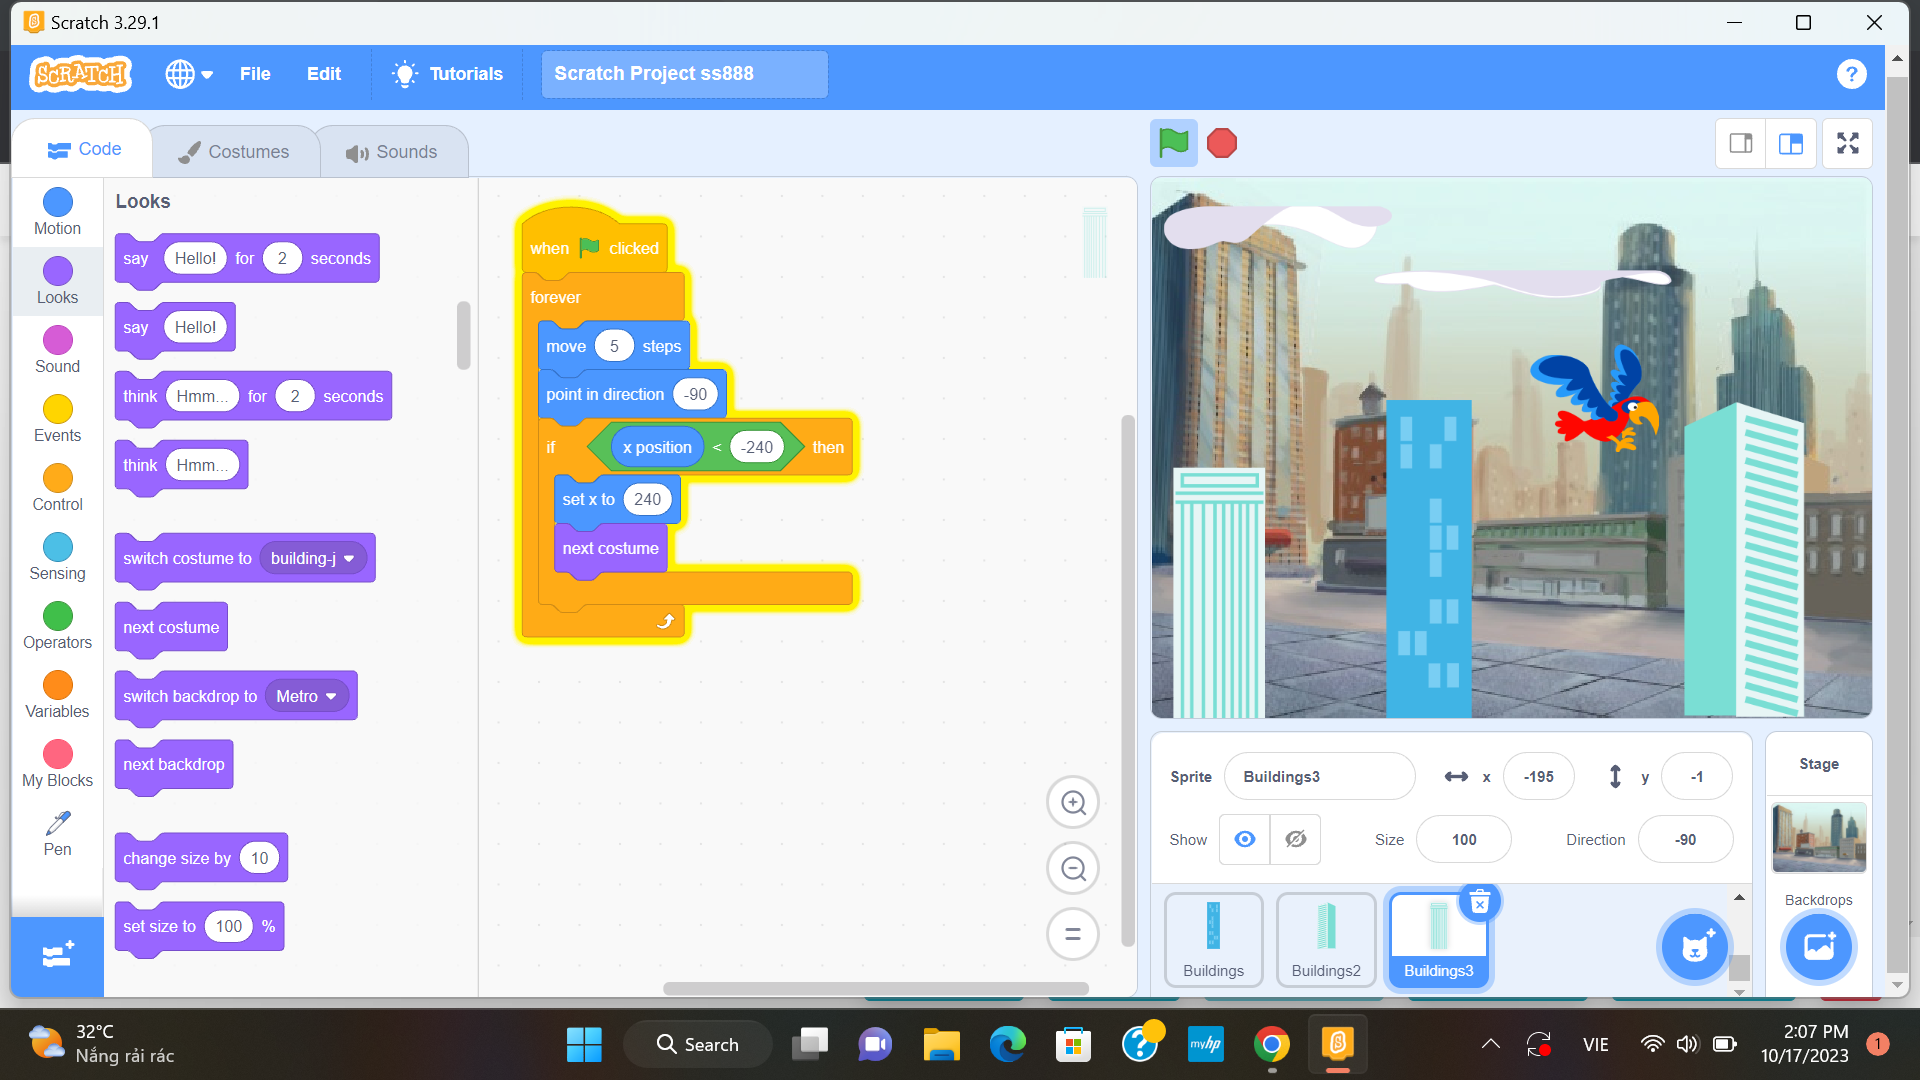 Scratch 3.29.1
SCRATCH
File
Edit
Tutorials
Scratch Project ss888
?
Code
Costumes
Sounds
Motion
Looks
Sound
Events
Control
Sensing
Operators
Variables
My Blocks
Pen
Looks
say Hello! for 2 seconds
say Hello!
think Hmm... for 2 seconds
think Hmm...
switch costume to building-j
next costume
switch backdrop to Metro
next backdrop
change size by 10
set size to 100 %
when clicked
forever
move 5 steps
point in direction -90
if x position < -240 then
set x to 240
next costume
Sprite Buildings3 x -195 y -1
Show Size 100 Direction -90
Buildings
Buildings2
Buildings3
Stage
Backdrops
32°C
Nắng rải rác
Search
?
myhp
VIE
2:07 PM
10/17/2023
1